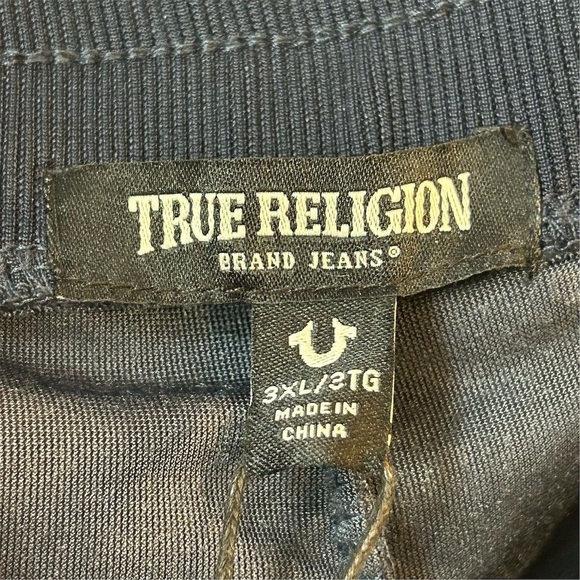 TRUE RELIGION
BRAND JEANS®
3XL/3TG
MADE IN
CHINA